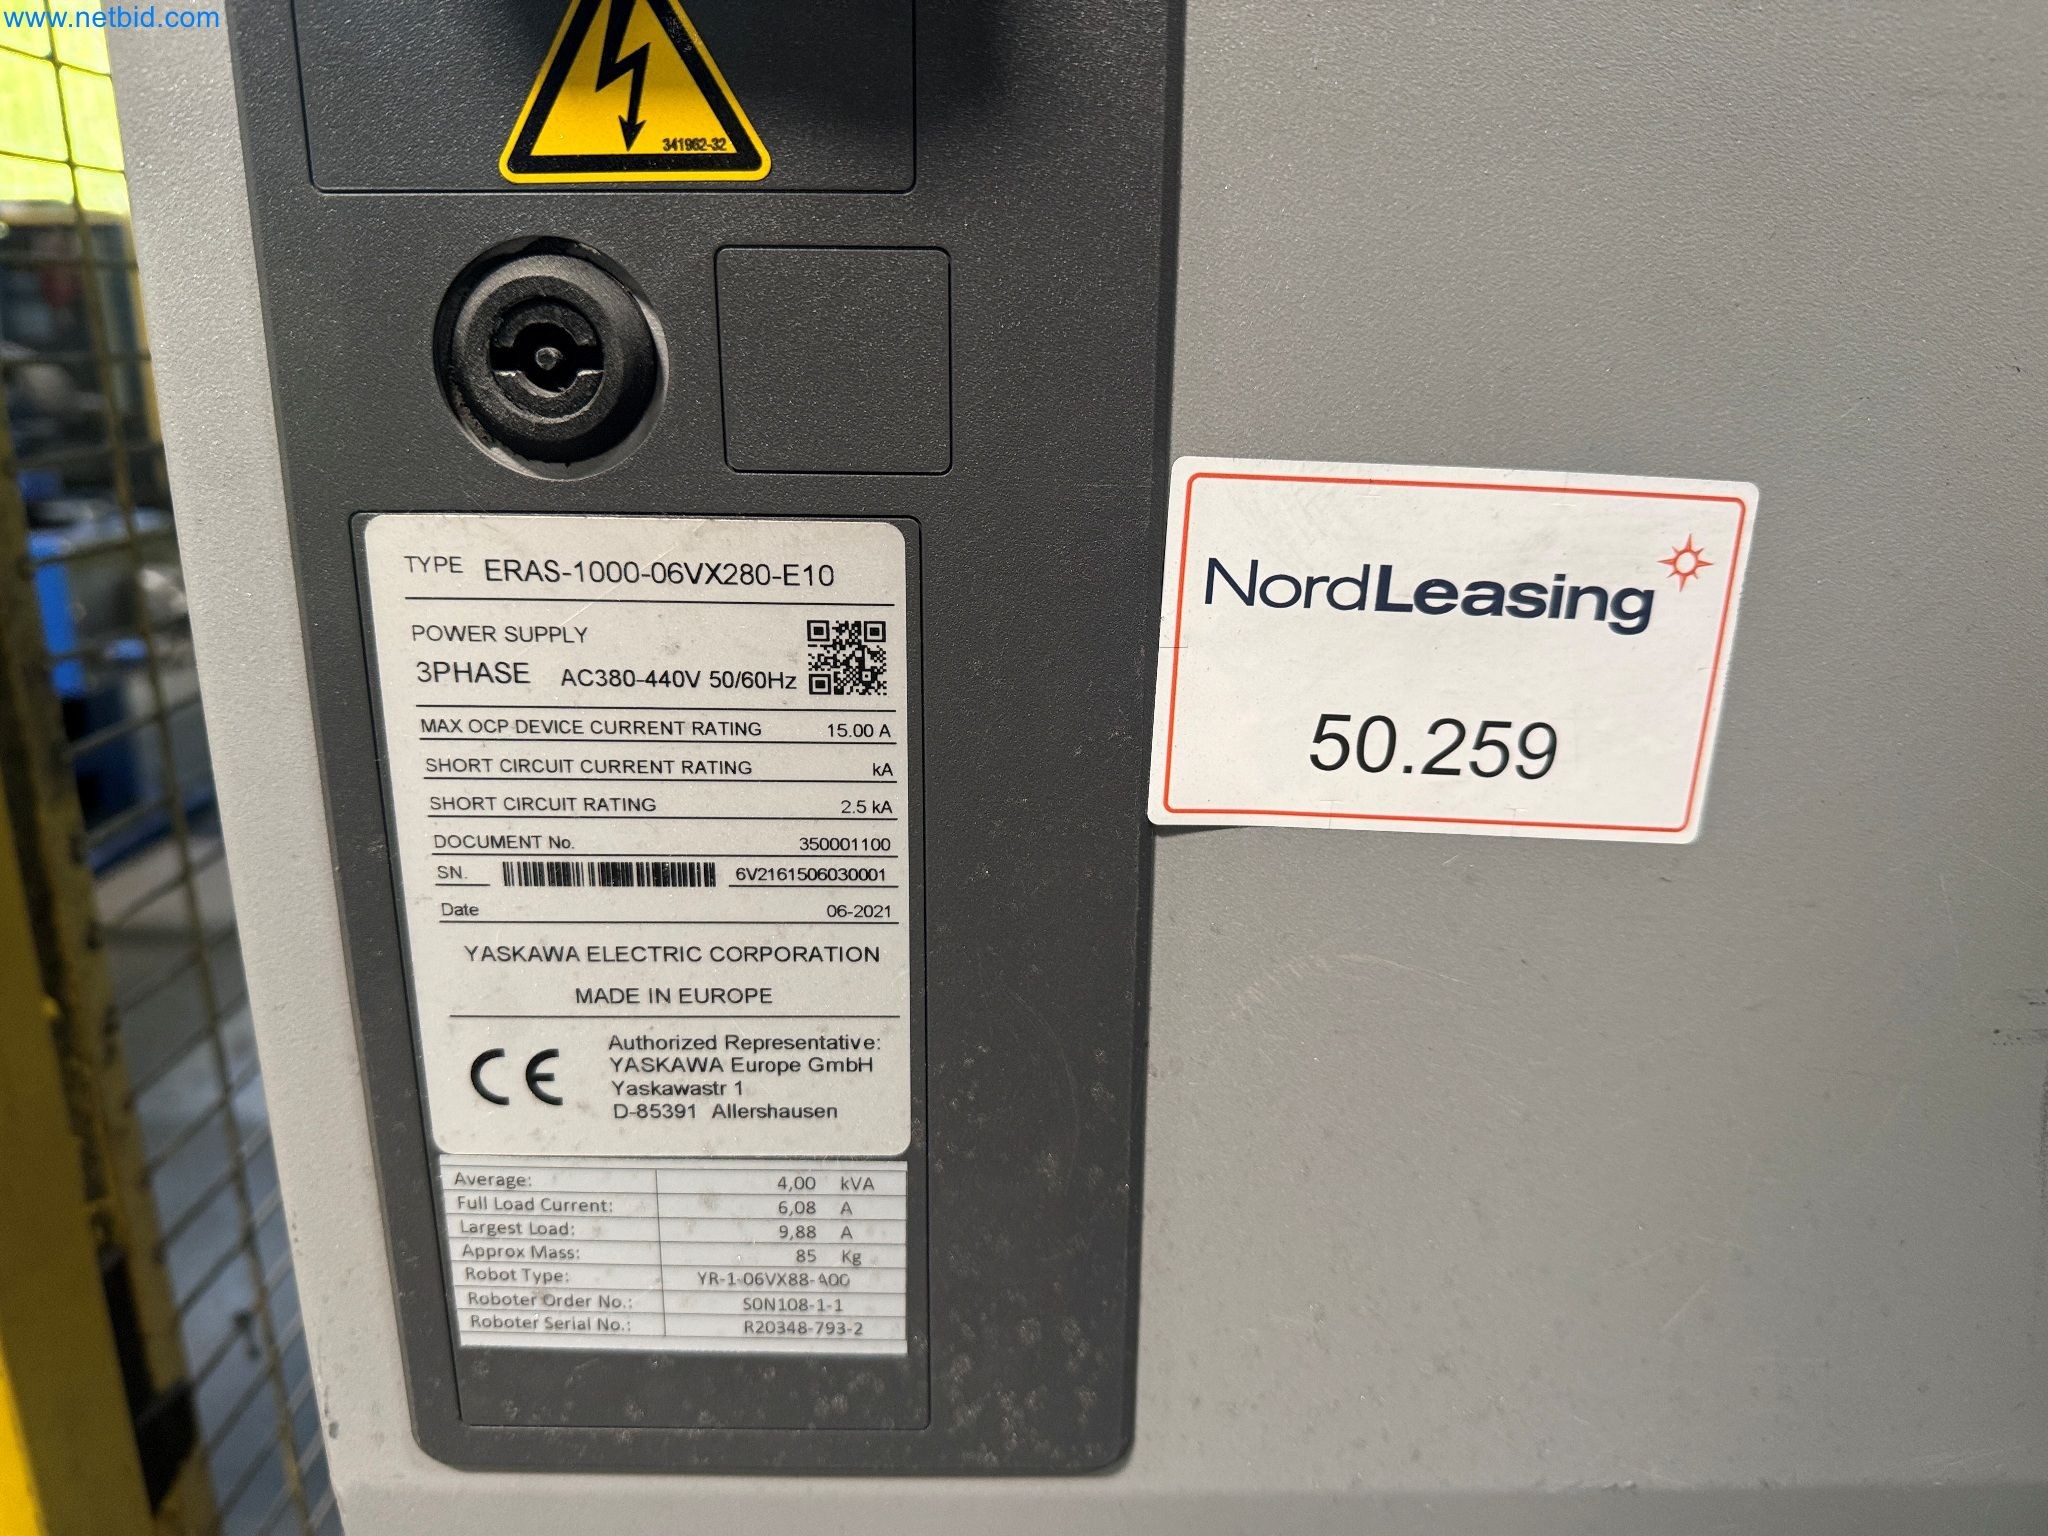 www.netbid.com
341962-32
TYPE ERAS-1000-06VX280-E10
POWER SUPPLY
3PHASE AC380-440V 50/60Hz
MAX OCP DEVICE CURRENT RATING 15.00 A
SHORT CIRCUIT CURRENT RATING kA
SHORT CIRCUIT RATING 2.5 kA
DOCUMENT No. 350001100
SN. 6V2161506030001
Date 06-2021
YASKAWA ELECTRIC CORPORATION
MADE IN EUROPE
CE
Authorized Representative:
YASKAWA Europe GmbH
Yaskawastr 1
D-85391 Allershausen
Average: 4,00 kVA
Full Load Current: 6,08 A
Largest Load: 9,88 A
Approx Mass: 85 Kg
Robot Type: YR-1-06VX88-A00
Roboter Order No.: S0N108-1-1
Roboter Serial No.: R20348-793-2
NordLeasing
50.259